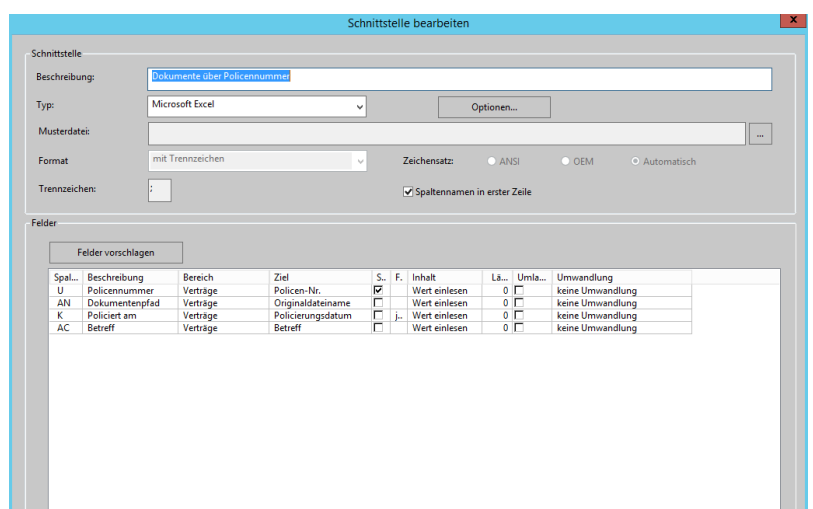 Schnittstelle bearbeiten
x
Schnittstelle
Beschreibung: Dokumente über Policennummer
Typ: Microsoft Excel Optionen...
Musterdatei: ...
Format mit Trennzeichen Zeichensatz: ANSI OEM Automatisch
Trennzeichen: ; Spaltennamen in erster Zeile
Felder
Felder vorschlagen
Spal... Beschreibung Bereich Ziel S.. F. Inhalt Lä... Umla... Umwandlung
U Policennummer Verträge Policen-Nr. Wert einlesen 0 keine Umwandlung
AN Dokumentenpfad Verträge Originaldateiname Wert einlesen 0 keine Umwandlung
K Policiert am Verträge Policierungsdatum j.. Wert einlesen 0 keine Umwandlung
AC Betreff Verträge Betreff Wert einlesen 0 keine Umwandlung